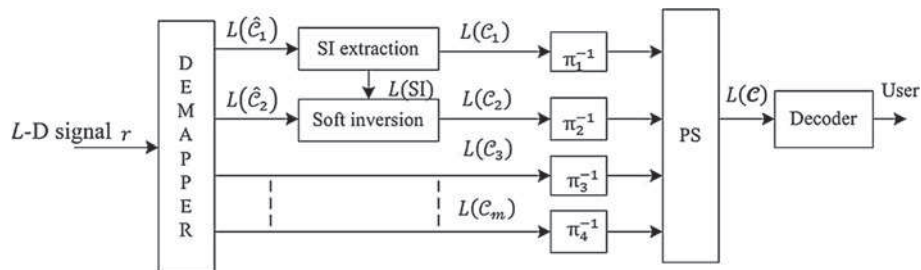 L(Ĉ₁)
SI extraction
L(C₁)
π₁⁻¹
L(SI)
L(Ĉ₂)
Soft inversion
L(C₂)
π₂⁻¹
L-D signal r
DEMAPPER
L(C₃)
π₃⁻¹
L(Cₘ)
π₄⁻¹
PS
L(C)
Decoder
User